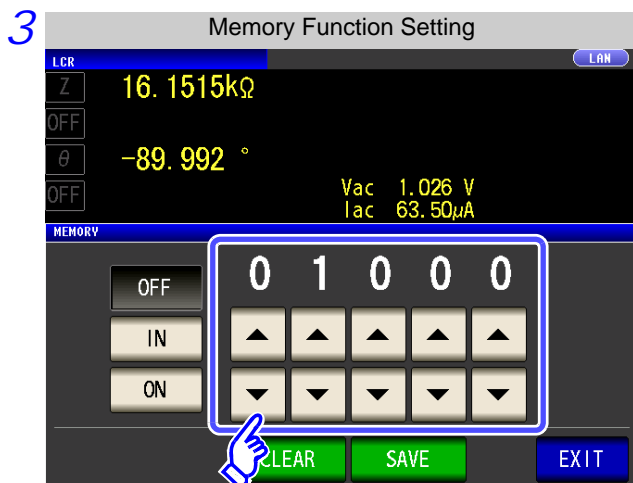 3
Memory Function Setting
LCR
LAN
Z 16.1515kΩ
OFF
θ -89.992 °
OFF
Vac 1.026 V
Iac 63.50μA
MEMORY
OFF
0 1 0 0 0
IN ▲ ▲ ▲ ▲ ▲
ON ▼ ▼ ▼ ▼ ▼
CLEAR SAVE EXIT